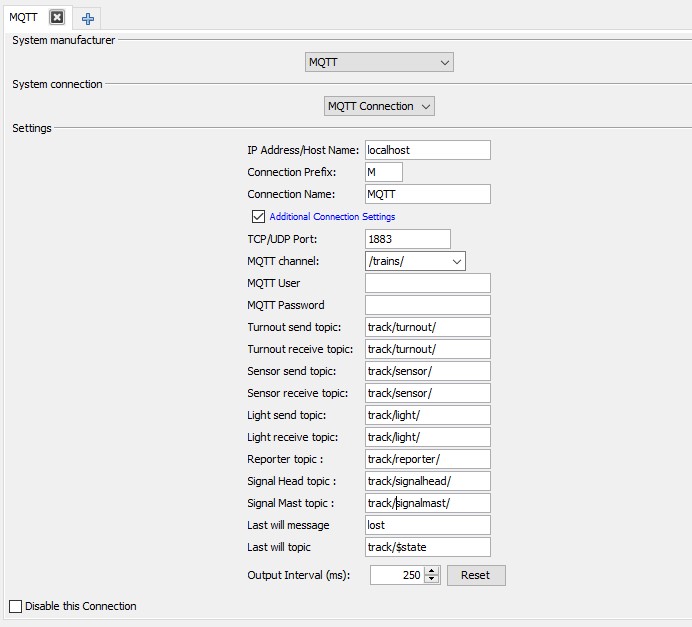 MQTT
System manufacturer
MQTT
System connection
MQTT Connection
Settings
IP Address/Host Name: localhost
Connection Prefix: M
Connection Name: MQTT
Additional Connection Settings
TCP/UDP Port: 1883
MQTT channel: /trains/
MQTT User
MQTT Password
Turnout send topic: track/turnout/
Turnout receive topic: track/turnout/
Sensor send topic: track/sensor/
Sensor receive topic: track/sensor/
Light send topic: track/light/
Light receive topic: track/light/
Reporter topic : track/reporter/
Signal Head topic : track/signalhead/
Signal Mast topic : track/signalmast/
Last will message lost
Last will topic track/$state
Output Interval (ms): 250 Reset
Disable this Connection